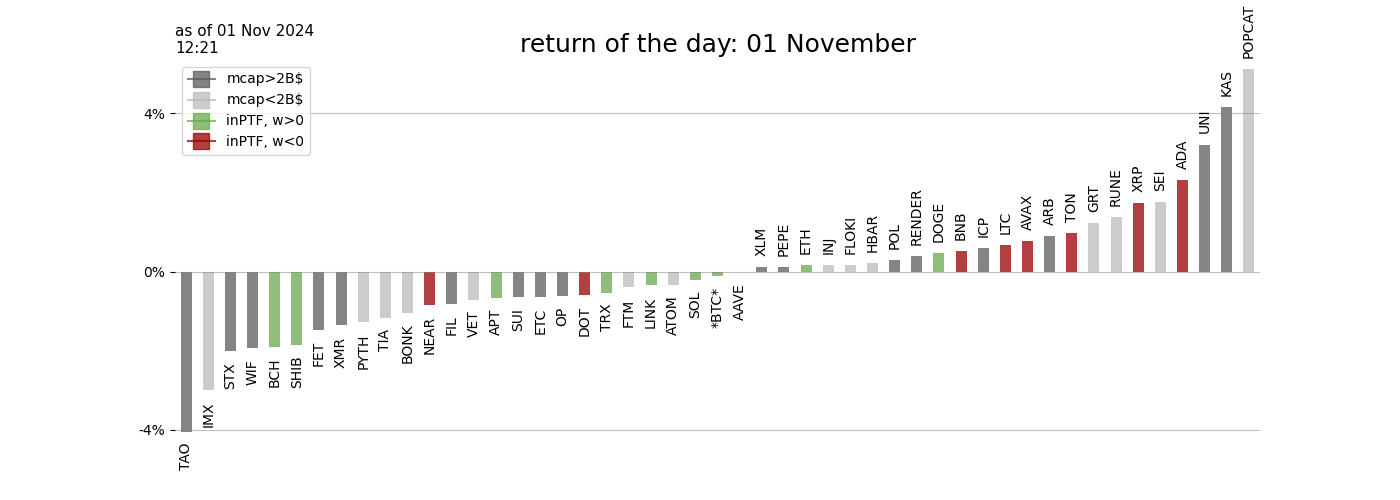 as of 01 Nov 2024
12:21
return of the day: 01 November
mcap>2B$
mcap<2B$
inPTF, w>0
inPTF, w<0
4%
0%
-4%
TAO
IMX
STX
WIF
BCH
SHIB
FET
XMR
PYTH
TIA
BONK
NEAR
FIL
VET
APT
SUI
ETC
OP
DOT
TRX
FTM
LINK
ATOM
SOL
*BTC*
AAVE
XLM
PEPE
ETH
INJ
FLOKI
HBAR
POL
RENDER
DOGE
BNB
ICP
LTC
AVAX
ARB
TON
GRT
RUNE
XRP
SEI
ADA
UNI
KAS
POPCAT